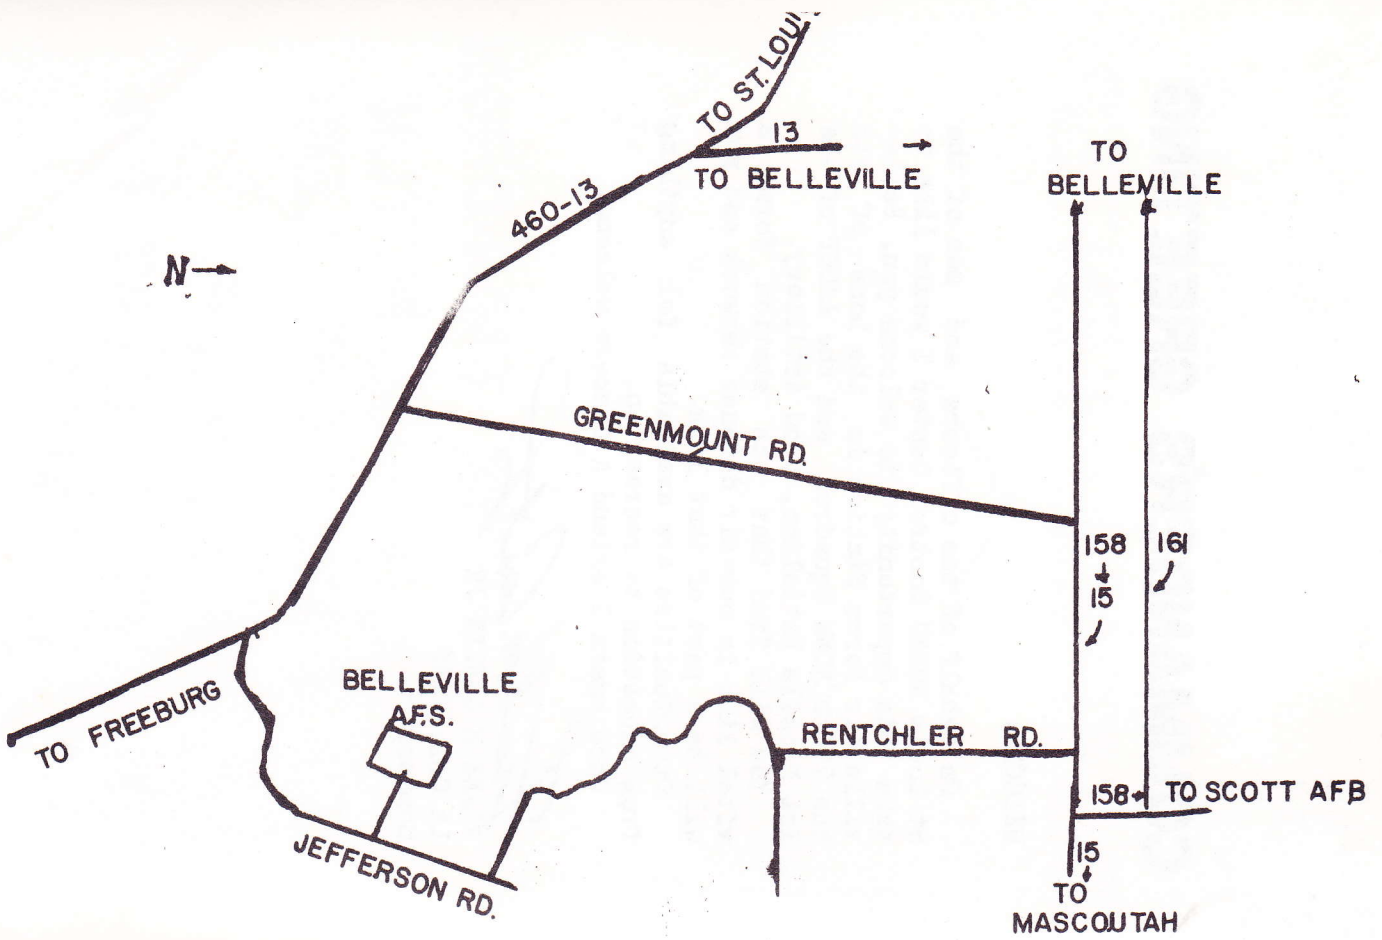 TO ST. LOUI
13
TO BELLEVILLE
TO
BELLEVILLE
460-13
N
GREENMOUNT RD.
158
15
161
BELLEVILLE
A.F.S.
TO FREEBURG
RENTCHLER RD.
158
TO SCOTT AFB
JEFFERSON RD.
15
TO
MASCOUTAH